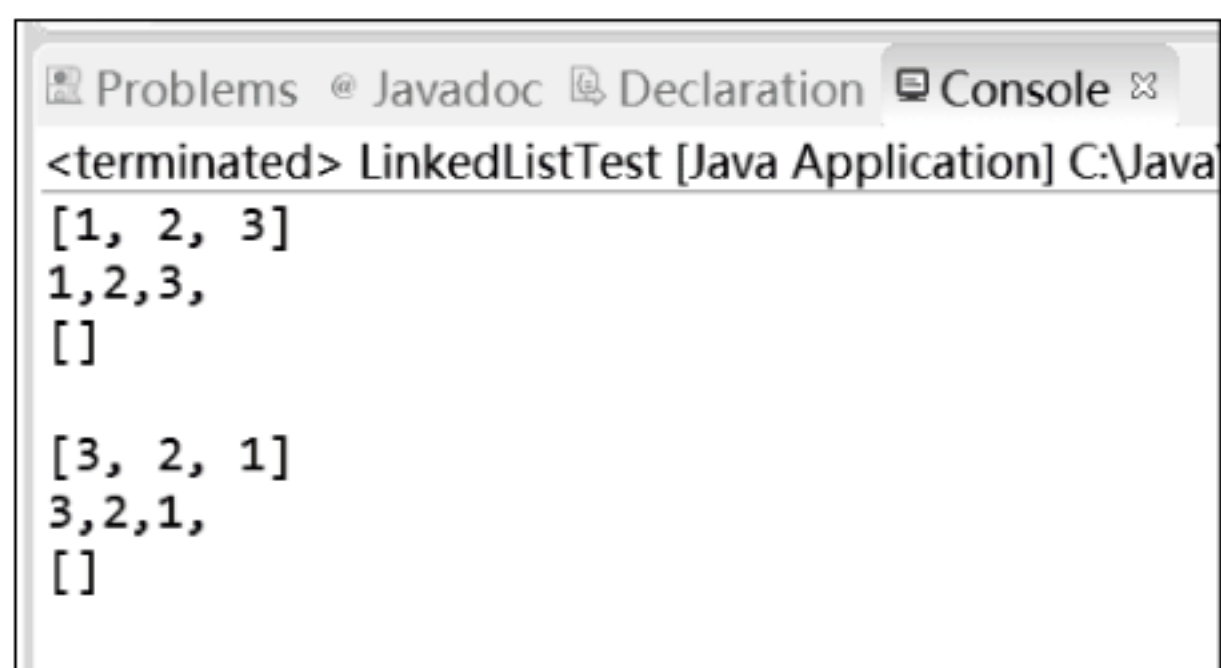 Problems @ Javadoc Declaration Console
<terminated> LinkedListTest [Java Application] C:\Java\
[1, 2, 3]
1,2,3,
[]
[3, 2, 1]
3,2,1,
[]